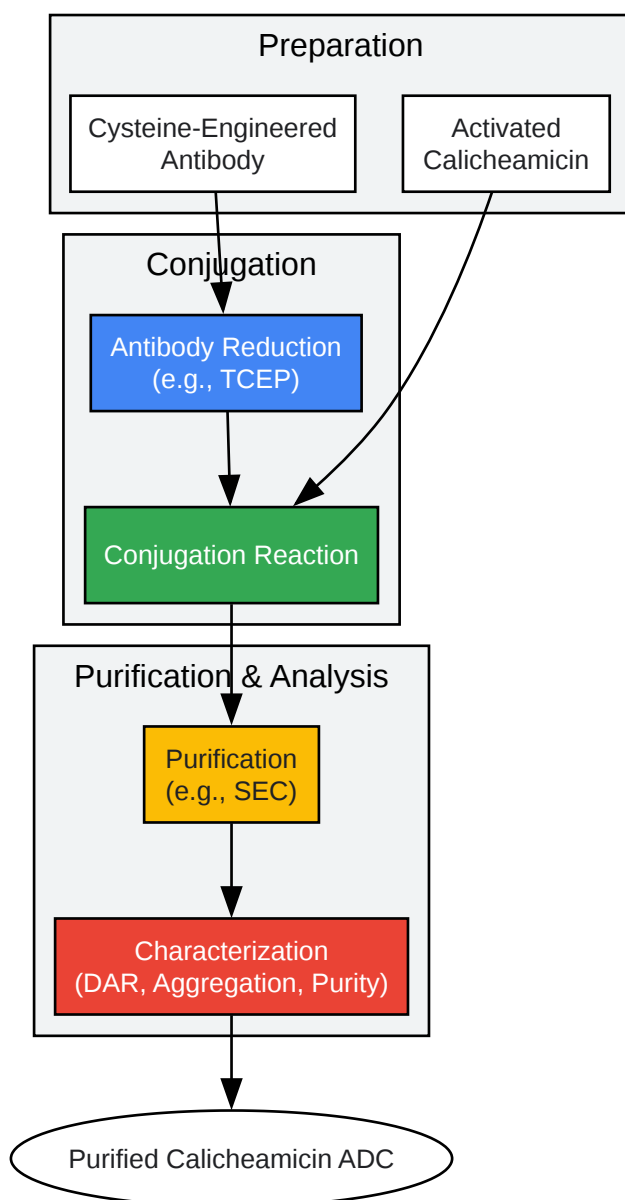 Preparation
Cysteine-Engineered
Antibody
Activated
Calicheamicin
Conjugation
Antibody Reduction
(e.g., TCEP)
Conjugation Reaction
Purification & Analysis
Purification
(e.g., SEC)
Characterization
(DAR, Aggregation, Purity)
Purified Calicheamicin ADC